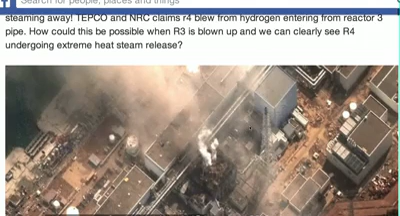 Search for people, places and things
steaming away! TEPCO and NRC claims r4 blew from hydrogen entering from reactor 3
pipe. How could this be possible when R3 is blown up and we can clearly see R4
undergoing extreme heat steam release?